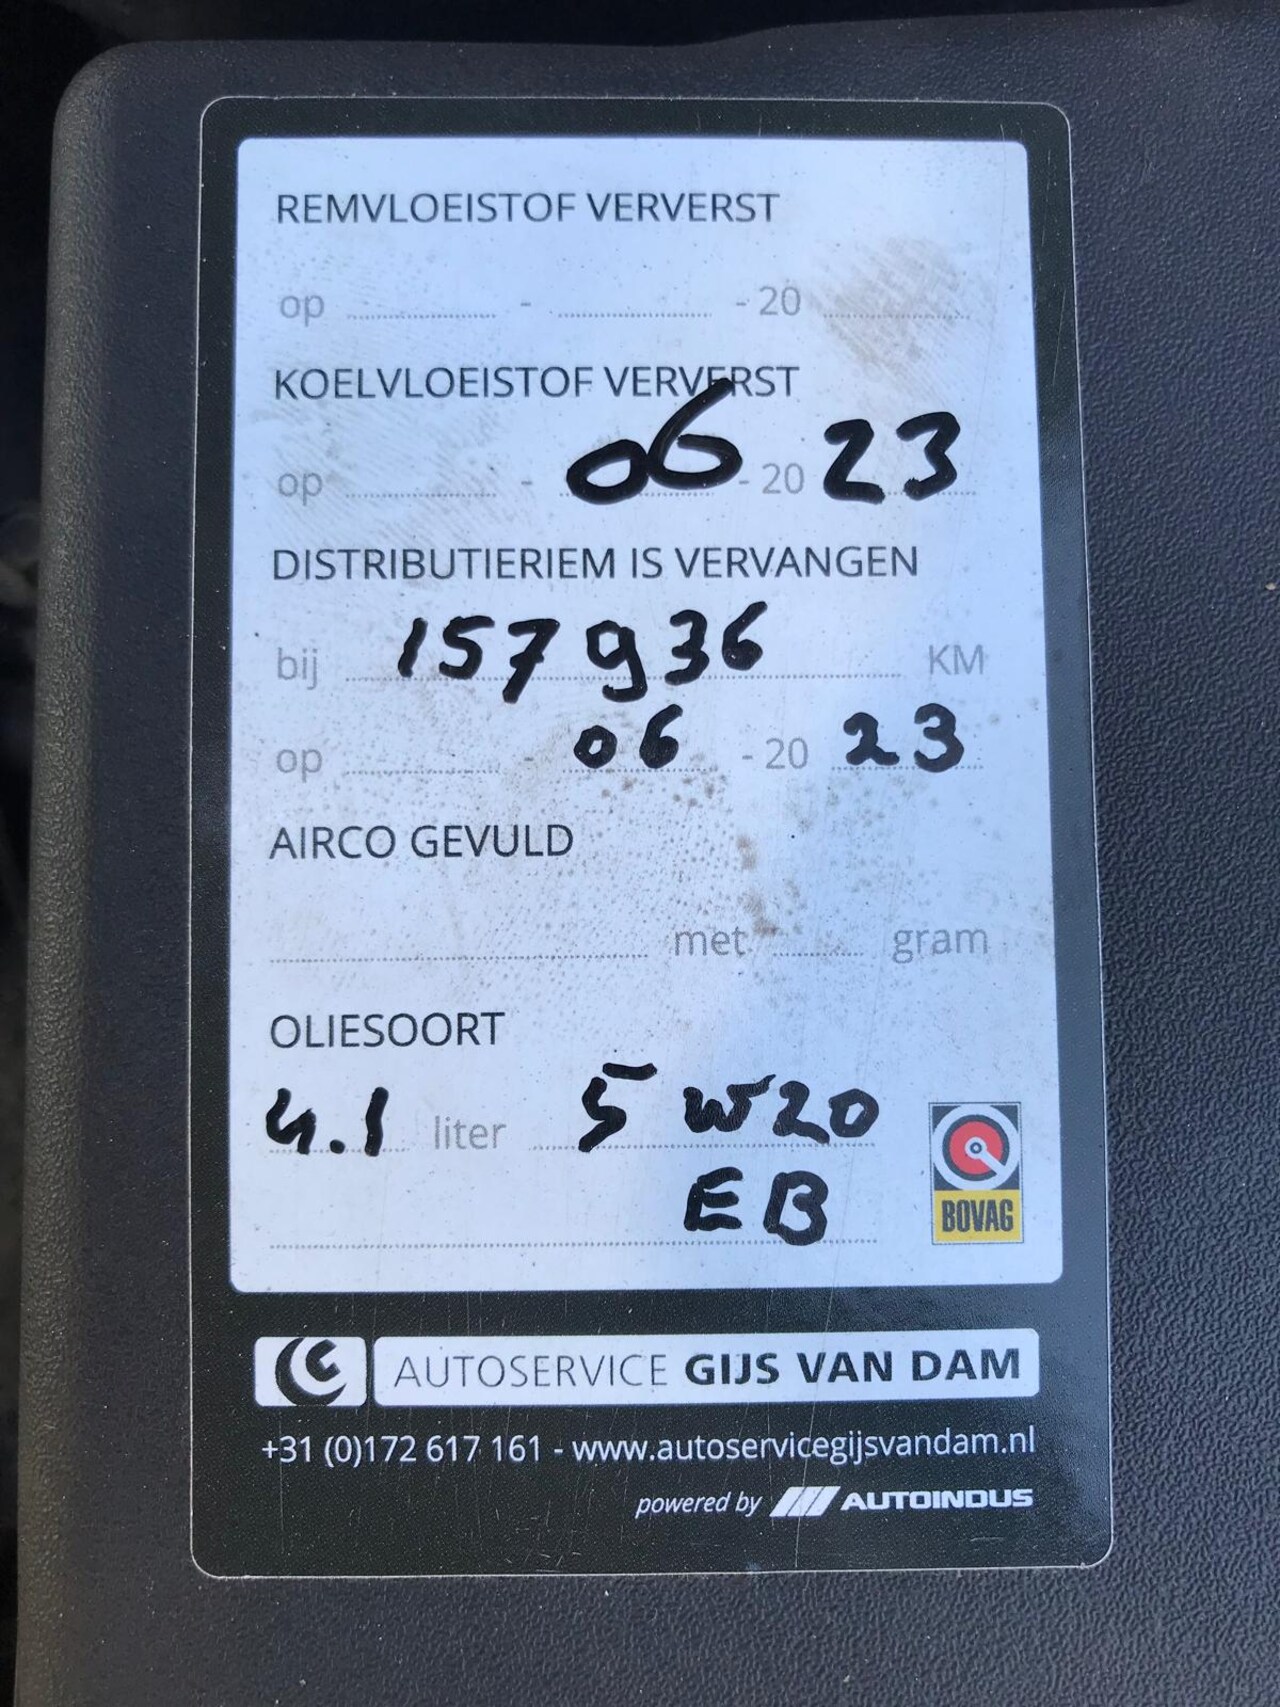 REMVLOEISTOF VERVERST
op ............ - ............ - 20 ............
KOELVLOEISTOF VERVERST
op ............ - 06 - 20 23
DISTRIBUTIERIEM IS VERVANGEN
bij 157936 KM
op ............ - 06 - 20 23
AIRCO GEVULD
............ met ............ gram
OLIESOORT
4.1 liter 5W20
EB
BOVAG
AUTOSERVICE GIJS VAN DAM
+31 (0)172 617 161 - www.autoservicegijsvandam.nl
powered by AUTOINDUS